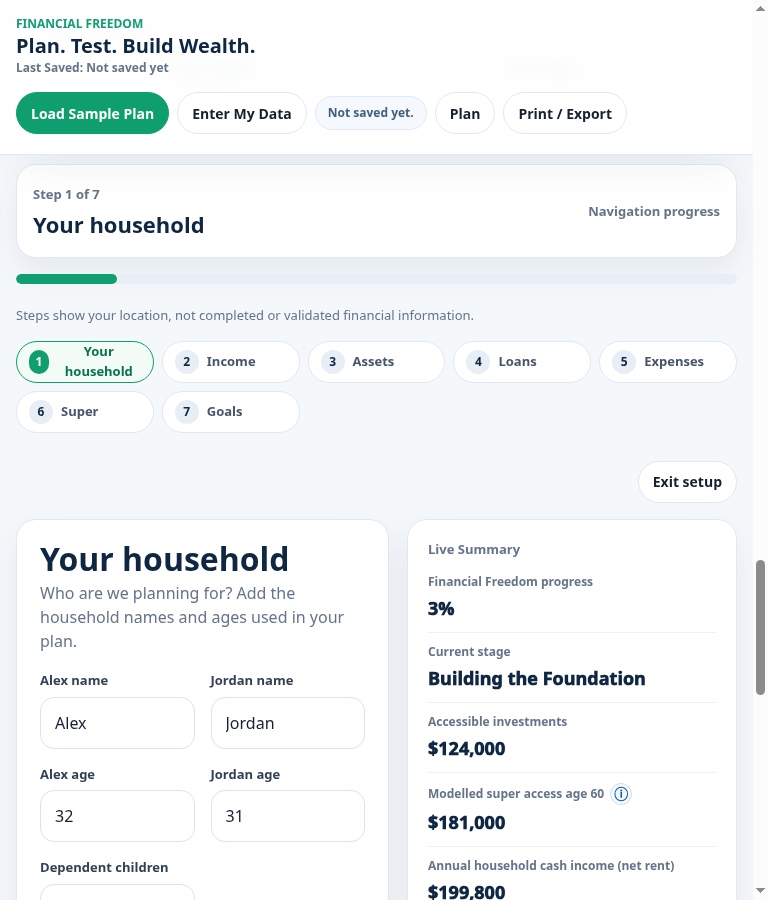 FINANCIAL FREEDOM
Plan. Test. Build Wealth.
Last Saved: Not saved yet
Load Sample Plan
Enter My Data
Not saved yet.
Plan
Print / Export
Step 1 of 7
Your household
Navigation progress
Steps show your location, not completed or validated financial information.
1 Your household
2 Income
3 Assets
4 Loans
5 Expenses
6 Super
7 Goals
Exit setup
Your household
Who are we planning for? Add the
household names and ages used in your
plan.
Alex name
Jordan name
Alex
Jordan
Alex age
Jordan age
32
31
Dependent children
Live Summary
Financial Freedom progress
3%
Current stage
Building the Foundation
Accessible investments
$124,000
Modelled super access age 60 ⓘ
$181,000
Annual household cash income (net rent)
$199,800